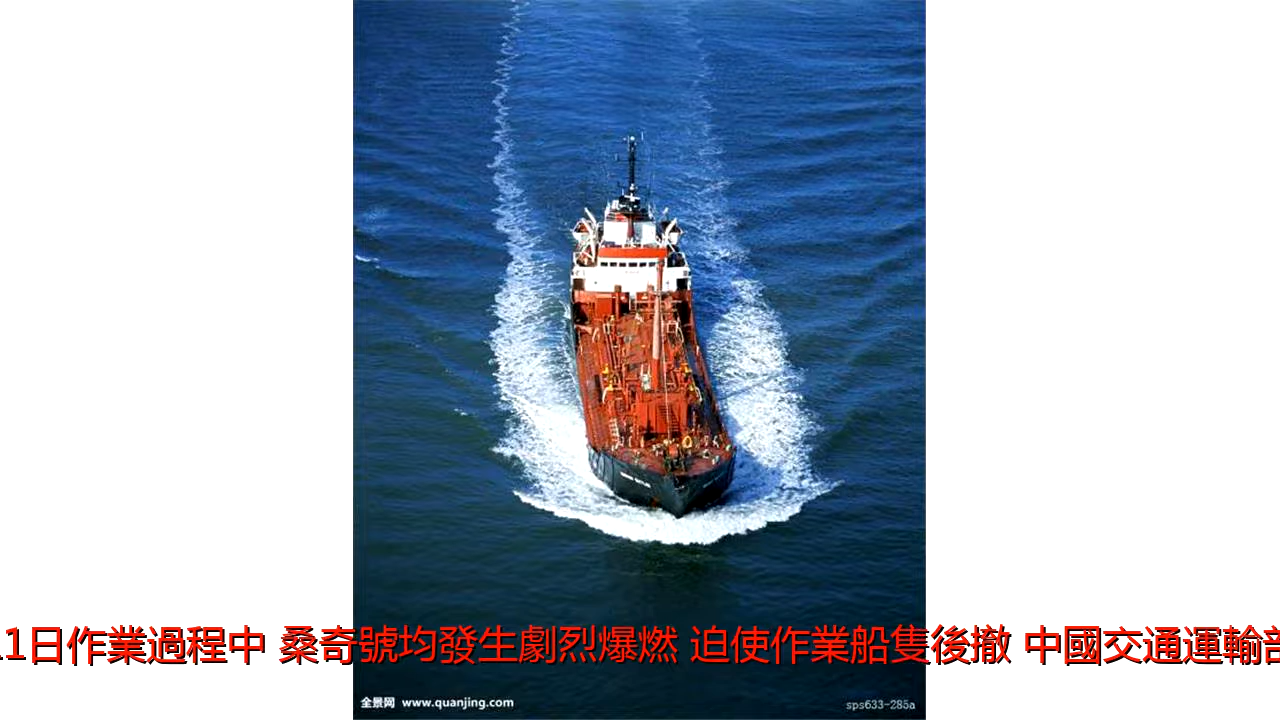 1日作業過程中 桑奇號均發生劇烈爆燃 迫使作業船隻後撤 中國交通運輸部
全景网 www.quanjing.com
sps633-285a